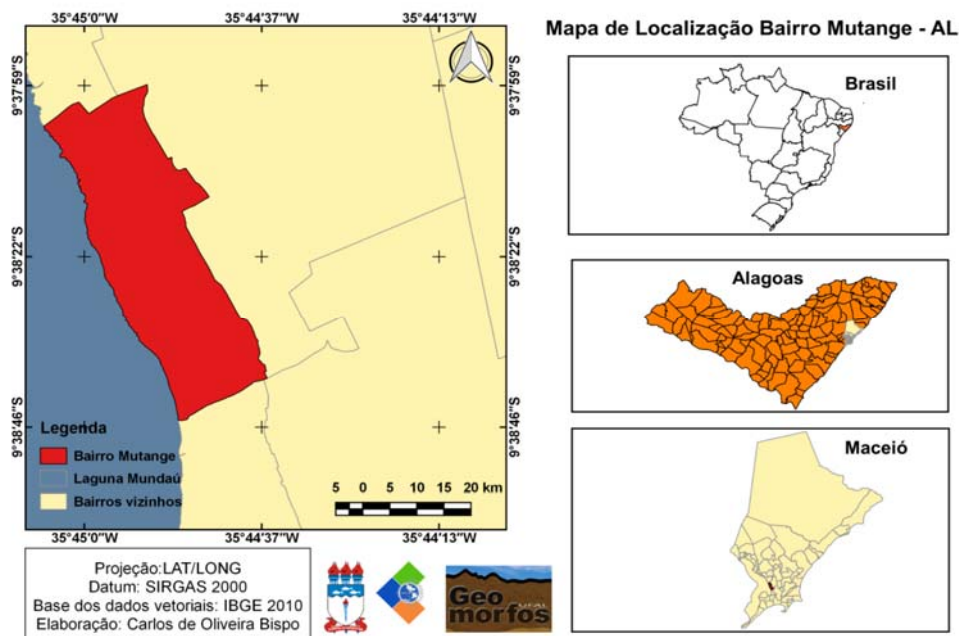 Mapa de Localização Bairro Mutange - AL
35°45'0"W 35°44'37"W 35°44'13"W
9°37'59"S 9°37'59"S
9°38'22"S 9°38'22"S
9°38'46"S 9°38'46"S
Legenda
Bairro Mutange
Laguna Mundaú
Bairros vizinhos
5 0 5 10 15 20 km
35°45'0"W 35°44'37"W 35°44'13"W
Projeção:LAT/LONG
Datum: SIRGAS 2000
Base dos dados vetoriais: IBGE 2010
Elaboração: Carlos de Oliveira Bispo
Geo
UFAL
morfos
Brasil
Alagoas
Maceió